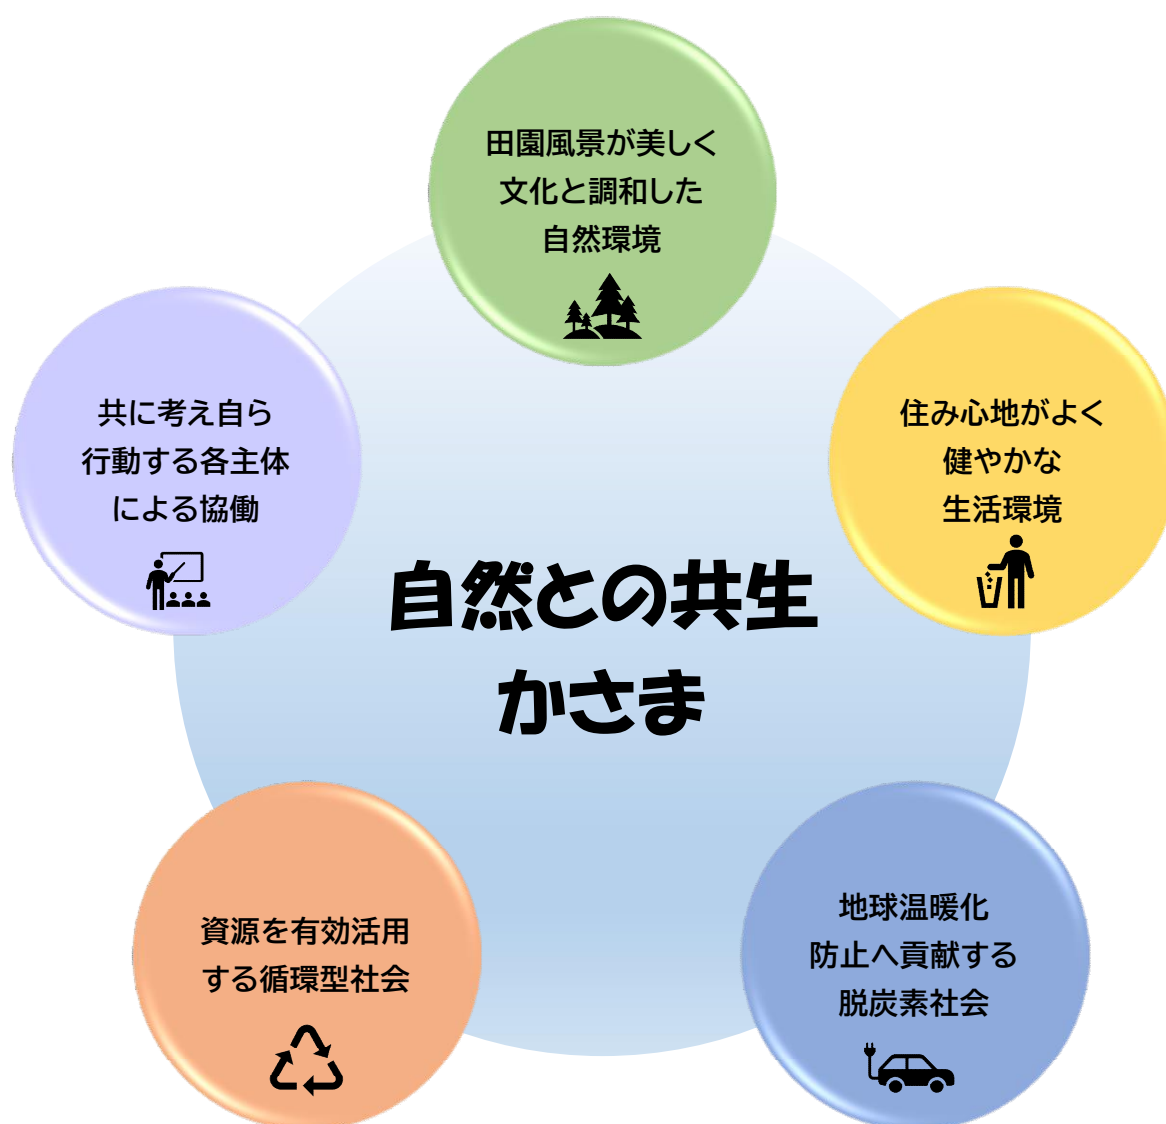 田園風景が美しく
文化と調和した
自然環境
共に考え自ら
行動する各主体
による協働
住み心地がよく
健やかな
生活環境
自然との共生
かさま
資源を有効活用
する循環型社会
地球温暖化
防止へ貢献する
脱炭素社会